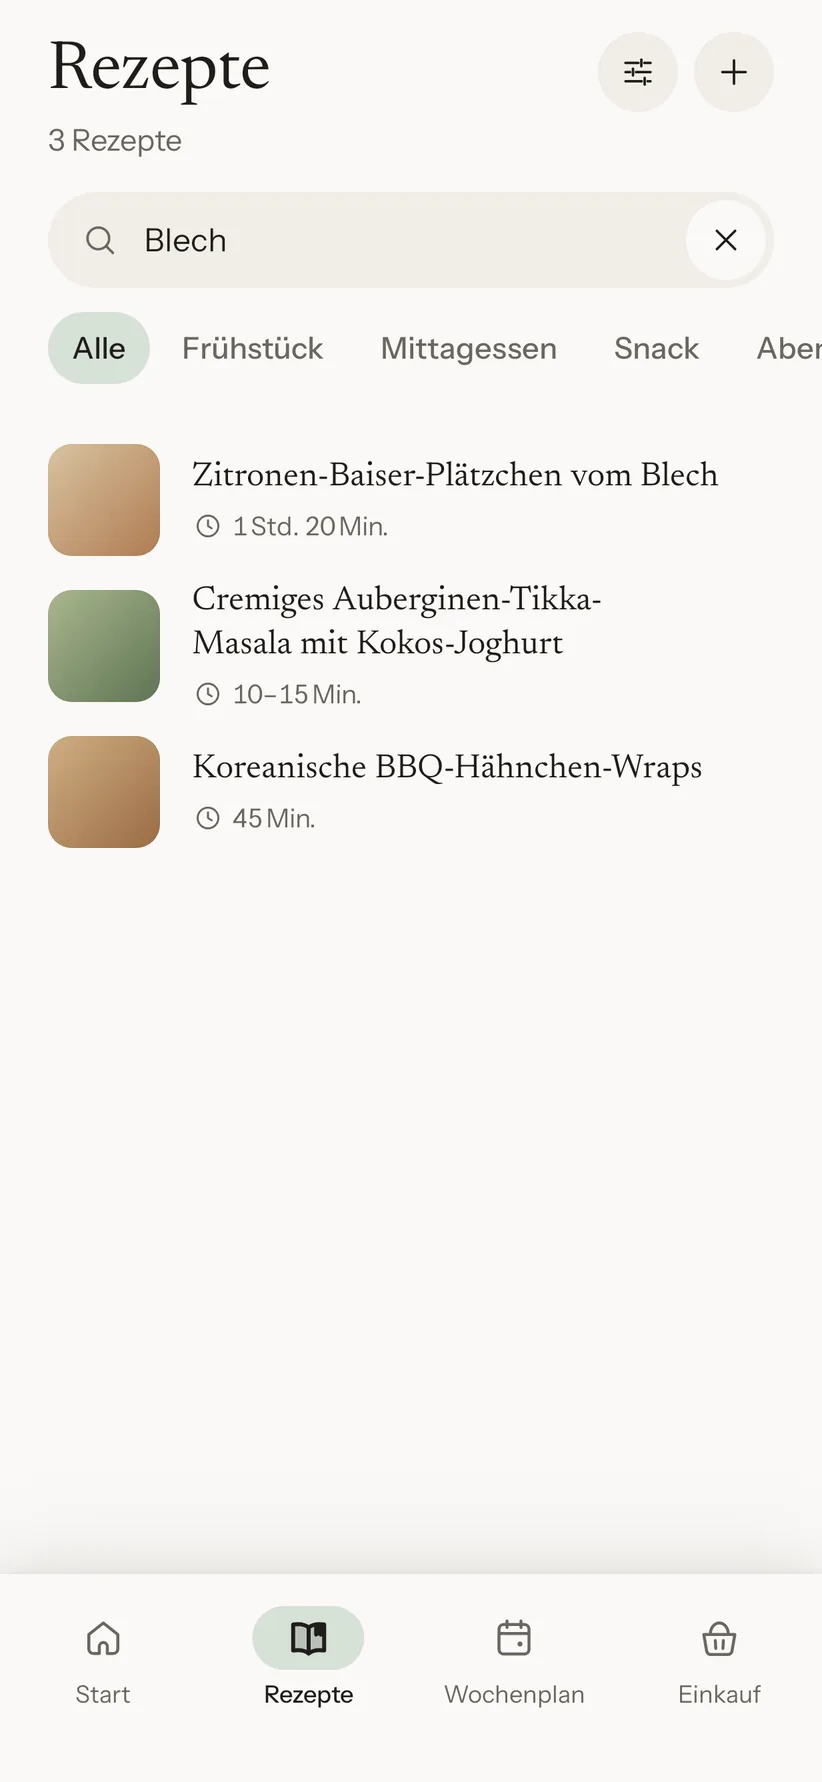 Rezepte
3 Rezepte
Blech
Alle
Frühstück
Mittagessen
Snack
Zitronen-Baiser-Plätzchen vom Blech
1 Std. 20 Min.
Cremiges Auberginen-Tikka-
Masala mit Kokos-Joghurt
10–15 Min.
Koreanische BBQ-Hähnchen-Wraps
45 Min.
Start
Rezepte
Wochenplan
Einkauf